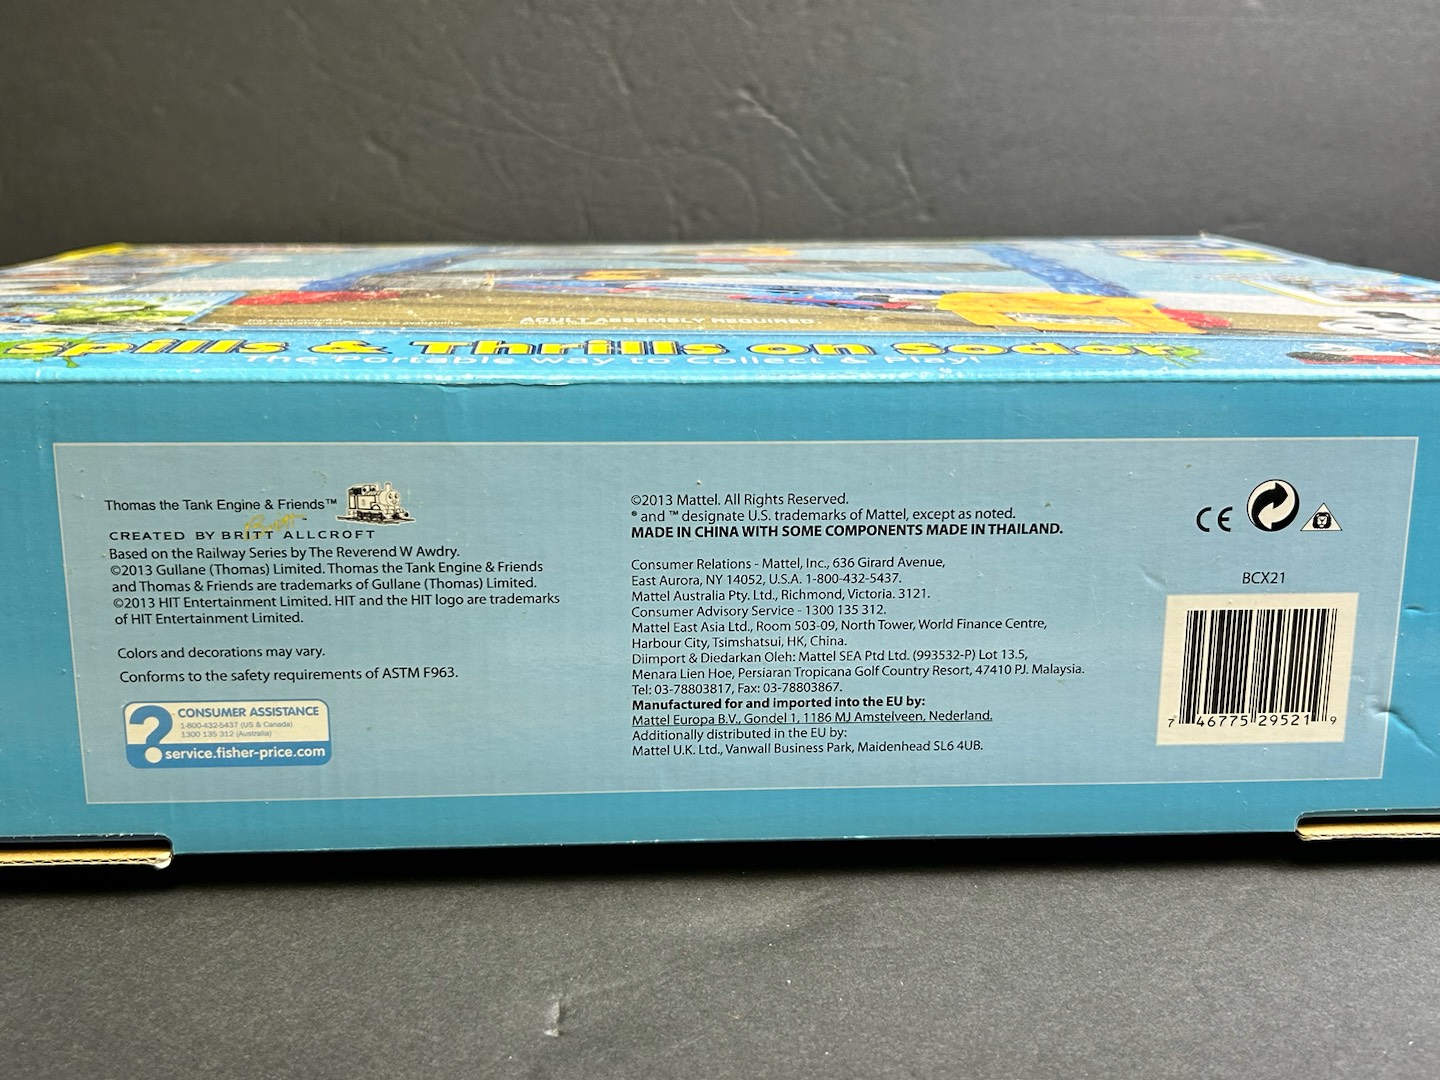 ADULT ASSEMBLY REQUIRED
Spills & Thrills on Sodor
The Portable Way to Collect & Play!
Thomas the Tank Engine & Friends™
CREATED BY BRITT ALLCROFT
Based on the Railway Series by The Reverend W Awdry.
©2013 Gullane (Thomas) Limited. Thomas the Tank Engine & Friends
and Thomas & Friends are trademarks of Gullane (Thomas) Limited.
©2013 HIT Entertainment Limited. HIT and the HIT logo are trademarks
of HIT Entertainment Limited.
Colors and decorations may vary.
Conforms to the safety requirements of ASTM F963.
CONSUMER ASSISTANCE
1-800-432-5437 (US & Canada)
1300 135 312 (Australia)
service.fisher-price.com
©2013 Mattel. All Rights Reserved.
® and ™ designate U.S. trademarks of Mattel, except as noted.
MADE IN CHINA WITH SOME COMPONENTS MADE IN THAILAND.
Consumer Relations - Mattel, Inc., 636 Girard Avenue,
East Aurora, NY 14052, U.S.A. 1-800-432-5437.
Mattel Australia Pty. Ltd., Richmond, Victoria. 3121.
Consumer Advisory Service - 1300 135 312.
Mattel East Asia Ltd., Room 503-09, North Tower, World Finance Centre,
Harbour City, Tsimshatsui, HK, China.
Diimport & Diedarkan Oleh: Mattel SEA Ptd Ltd. (993532-P) Lot 13.5,
Menara Lien Hoe, Persiaran Tropicana Golf Country Resort, 47410 PJ. Malaysia.
Tel: 03-78803817, Fax: 03-78803867.
Manufactured for and imported into the EU by:
Mattel Europa B.V., Gondel 1, 1186 MJ Amstelveen, Nederland.
Additionally distributed in the EU by:
Mattel U.K. Ltd., Vanwall Business Park, Maidenhead SL6 4UB.
CE
BCX21
7 46775 29521 9